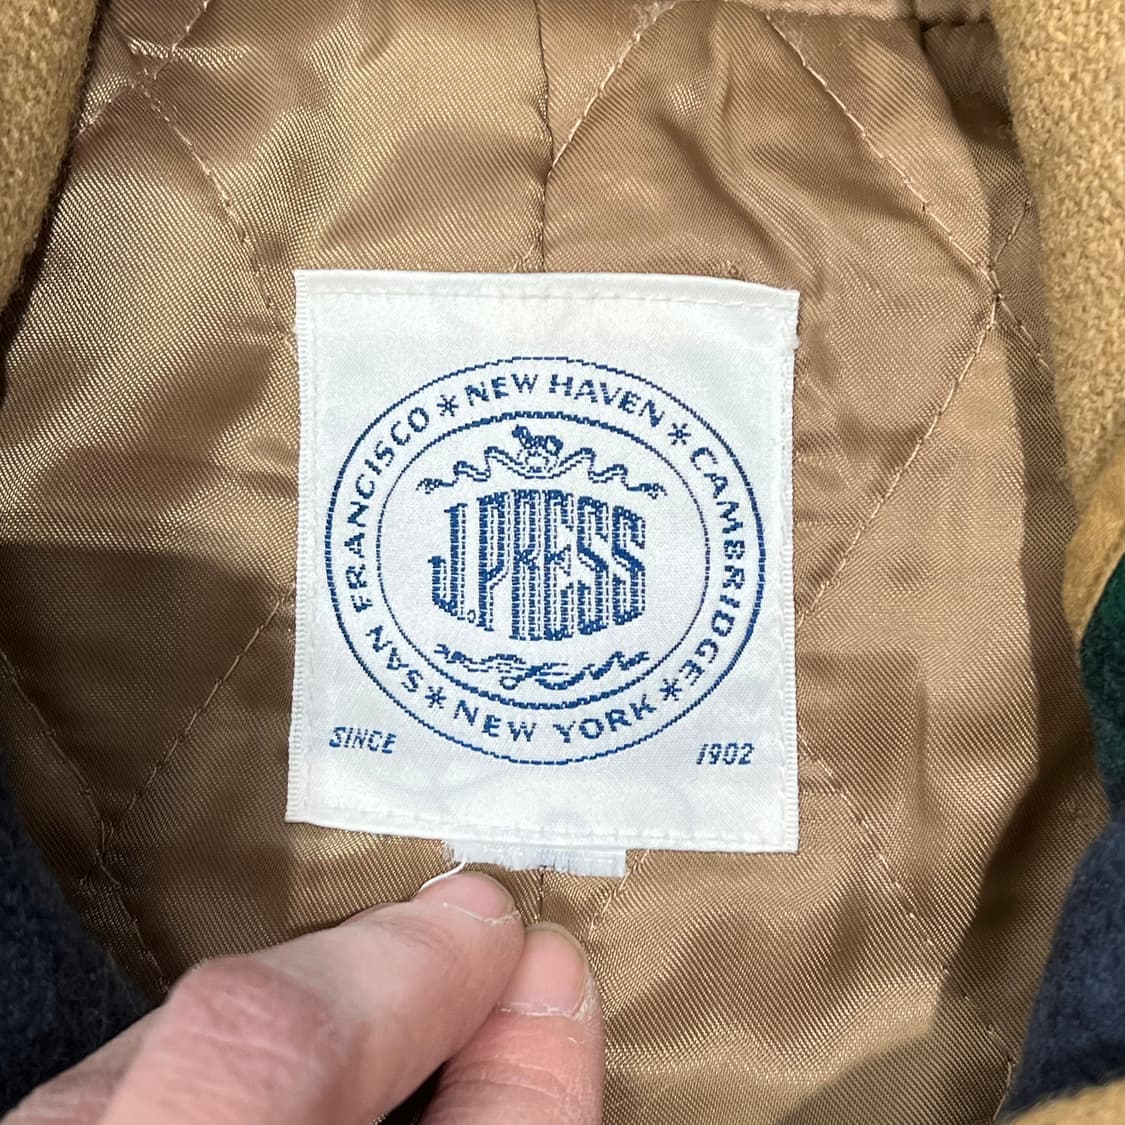 NEW HAVEN * CAMBRIDGE * NEW YORK * SAN FRANCISCO *
J.PRESS
SINCE 1902